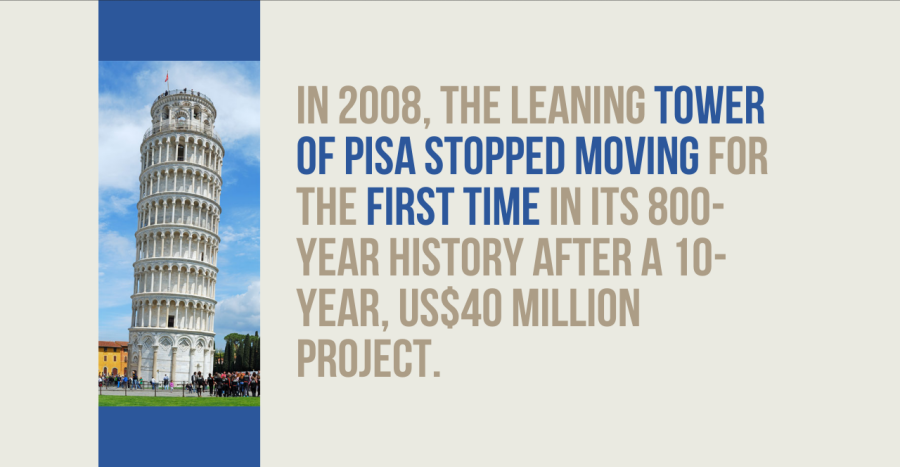 IN 2008, THE LEANING TOWER
OF PISA STOPPED MOVING FOR
THE FIRST TIME IN ITS 800-
YEAR HISTORY AFTER A 10-
YEAR, US$40 MILLION
PROJECT.